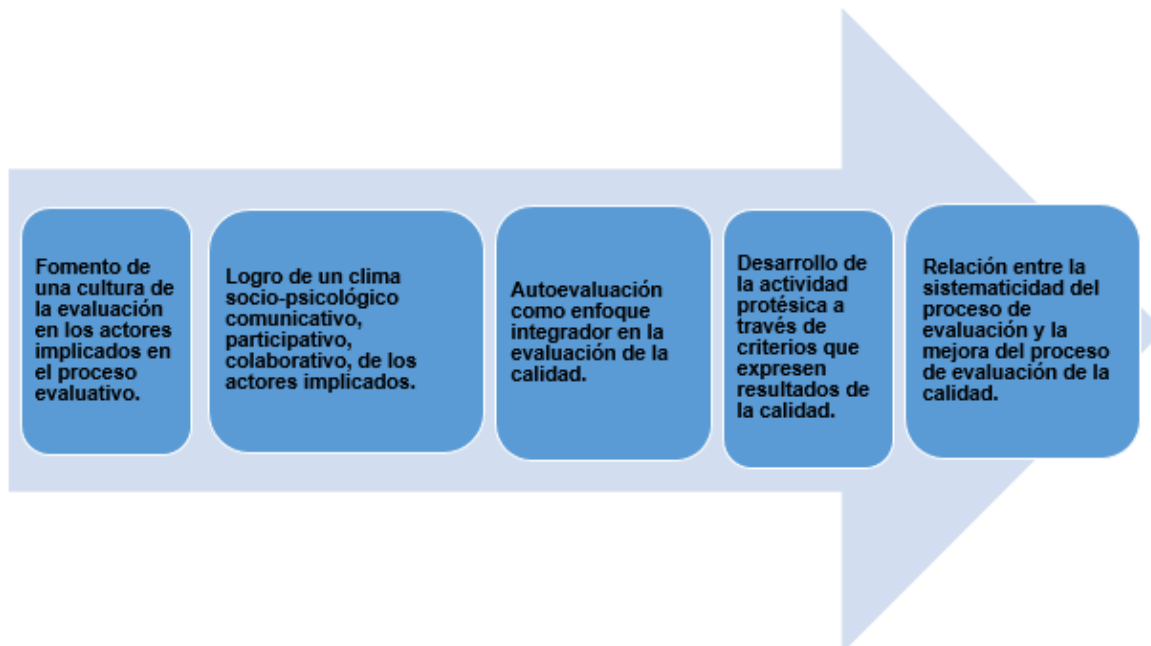 Fomento de
una cultura de
la evaluación
en los actores
implicados en
el proceso
evaluativo.
Logro de un clima
socio-psicológico
comunicativo,
participativo,
colaborativo, de los
actores implicados.
Autoevaluación
como enfoque
integrador en la
evaluación de la
calidad.
Desarrollo de
la actividad
protésica a
través de
criterios que
expresen
resultados de
la calidad.
Relación entre la
sistematicidad del
proceso de
evaluación y la
mejora del proceso
de evaluación de la
calidad.